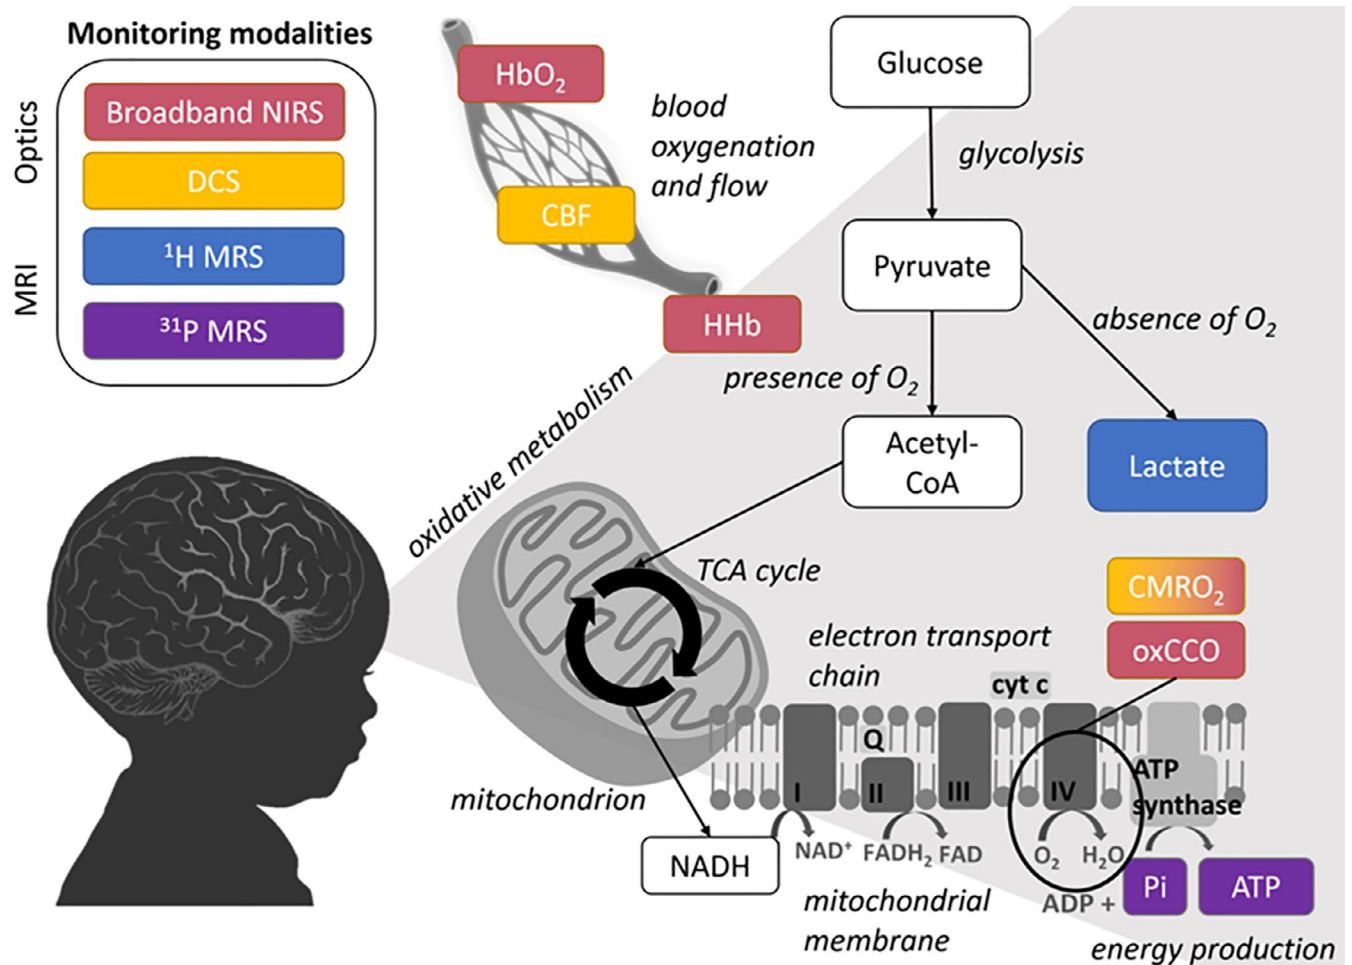 Monitoring modalities
Optics
Broadband NIRS
DCS
MRI
¹H MRS
³¹P MRS
HbO₂
CBF
HHb
blood
oxygenation
and flow
Glucose
glycolysis
Pyruvate
absence of O₂
presence of O₂
Acetyl-
CoA
Lactate
oxidative metabolism
TCA cycle
CMRO₂
oxCCO
electron transport
chain
cyt c
Q
I
II
III
IV
ATP
synthase
mitochondrion
NADH
NAD⁺
FADH₂
FAD
O₂
H₂O
ADP +
Pi
ATP
mitochondrial
membrane
energy production